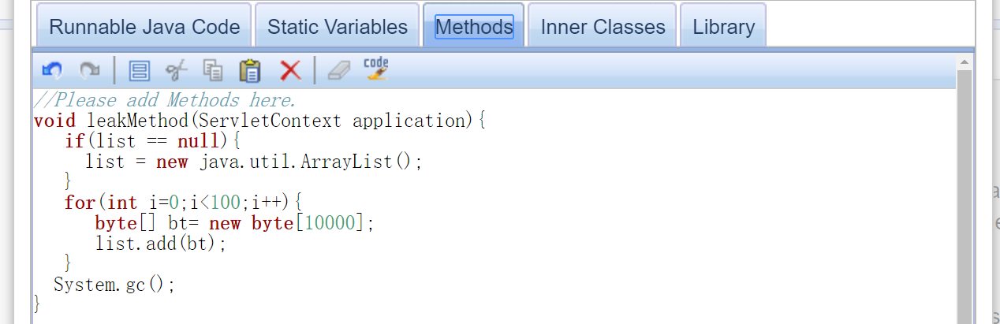 Runnable Java Code Static Variables Methods Inner Classes Library
code
//Please add Methods here.
void leakMethod(ServletContext application){
if(list == null){
list = new java.util.ArrayList();
}
for(int i=0;i<100;i++){
byte[] bt= new byte[10000];
list.add(bt);
}
System.gc();
}